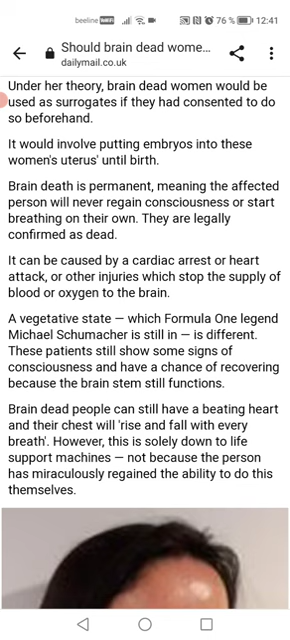 beeline WiFi 76 % 12:41
Should brain dead wome...
dailymail.co.uk
Under her theory, brain dead women would be
used as surrogates if they had consented to do
so beforehand.
It would involve putting embryos into these
women's uterus' until birth.
Brain death is permanent, meaning the affected
person will never regain consciousness or start
breathing on their own. They are legally
confirmed as dead.
It can be caused by a cardiac arrest or heart
attack, or other injuries which stop the supply of
blood or oxygen to the brain.
A vegetative state — which Formula One legend
Michael Schumacher is still in — is different.
These patients still show some signs of
consciousness and have a chance of recovering
because the brain stem still functions.
Brain dead people can still have a beating heart
and their chest will 'rise and fall with every
breath'. However, this is solely down to life
support machines — not because the person
has miraculously regained the ability to do this
themselves.